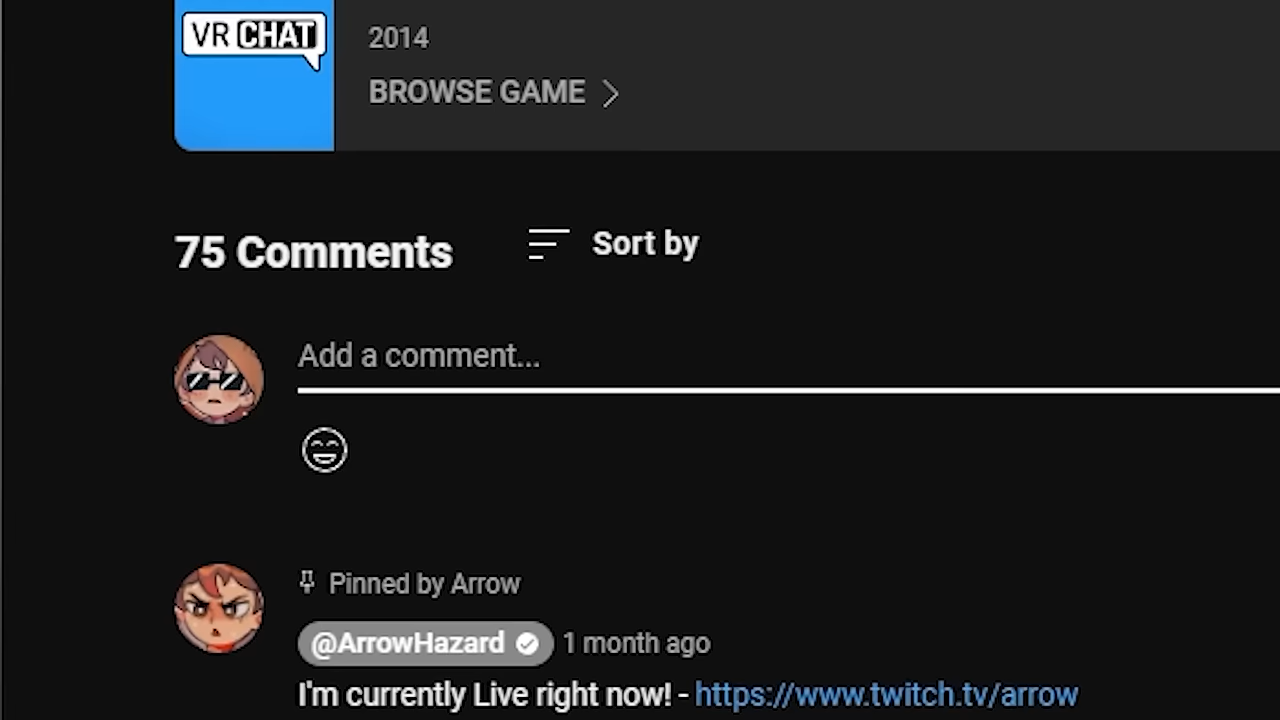 VR CHAT
2014
BROWSE GAME
75 Comments
Sort by
Add a comment...
Pinned by Arrow
@ArrowHazard 1 month ago
I'm currently Live right now! - https://www.twitch.tv/arrow